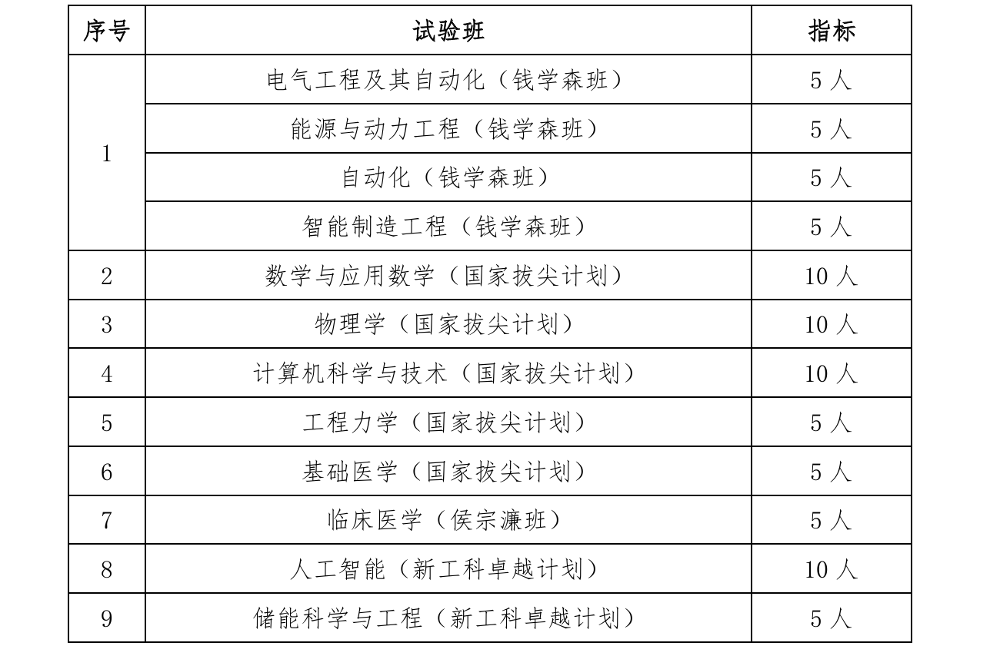 序号 试验班 指标
1
电气工程及其自动化（钱学森班） 5 人
能源与动力工程（钱学森班） 5 人
自动化（钱学森班） 5 人
智能制造工程（钱学森班） 5 人
2 数学与应用数学（国家拔尖计划） 10 人
3 物理学（国家拔尖计划） 10 人
4 计算机科学与技术（国家拔尖计划） 10 人
5 工程力学（国家拔尖计划） 5 人
6 基础医学（国家拔尖计划） 5 人
7 临床医学（侯宗濂班） 5 人
8 人工智能（新工科卓越计划） 10 人
9 储能科学与工程（新工科卓越计划） 5 人